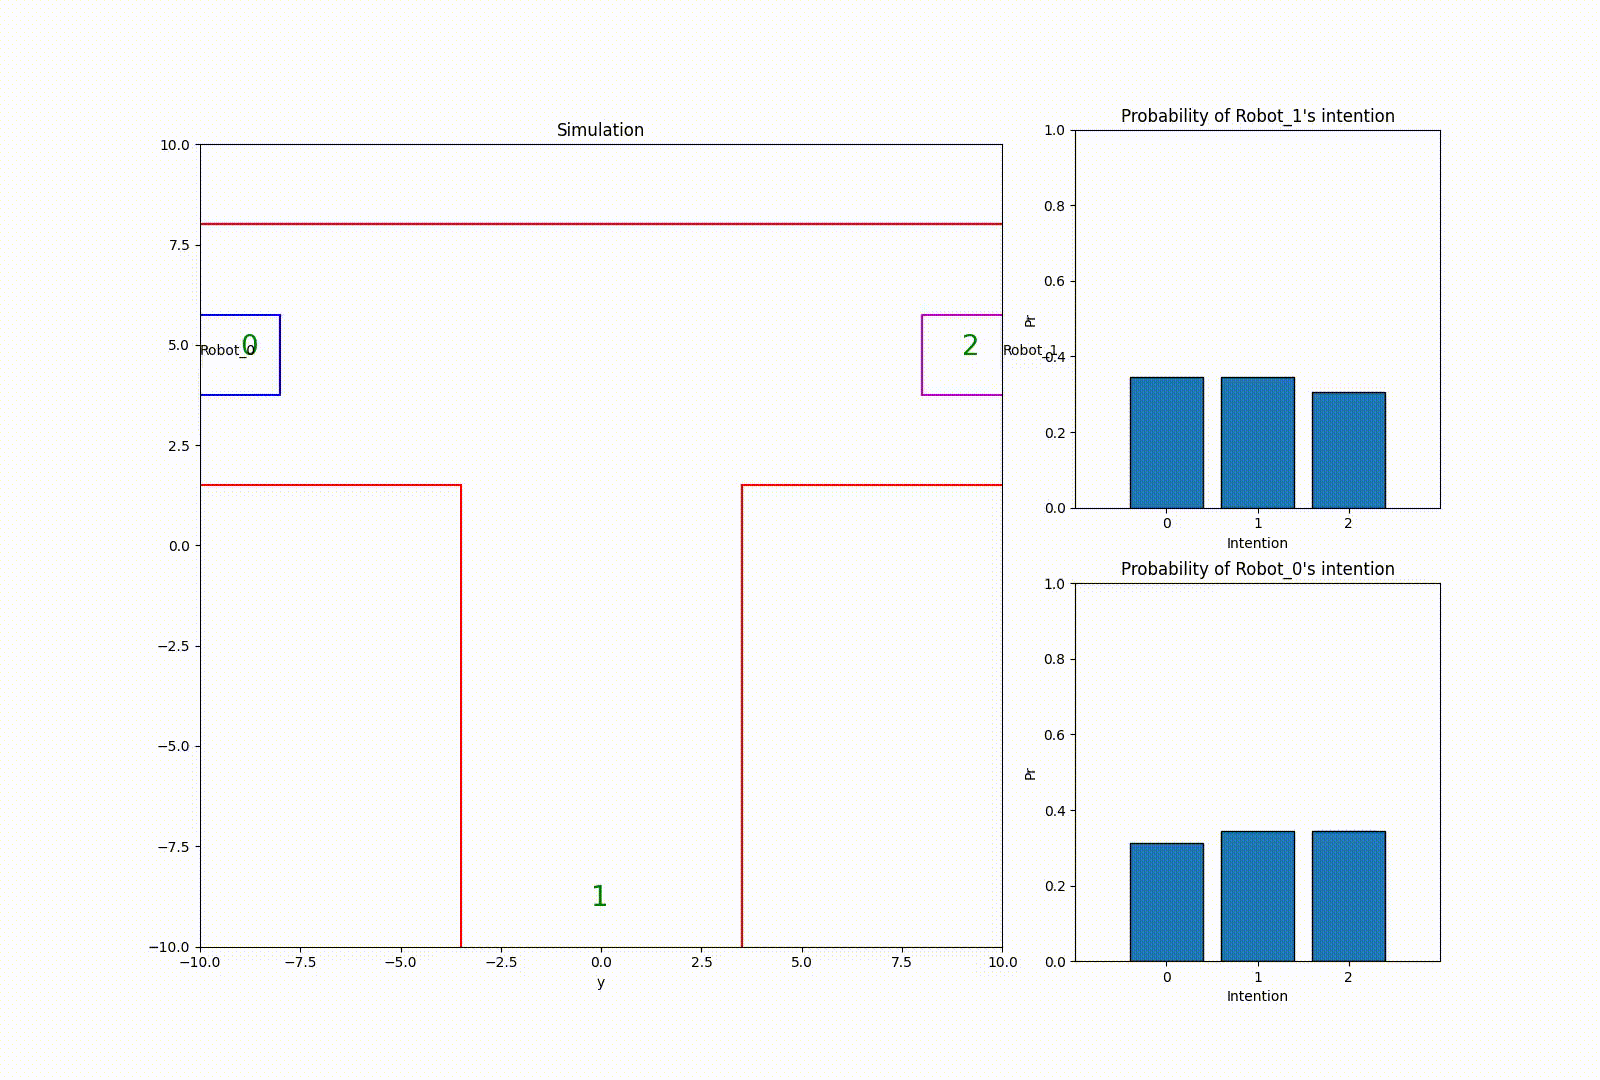 Simulation
10.0
7.5
5.0
2.5
0.0
−2.5
−5.0
−7.5
−10.0
Robot_0
0
2
Robot_1
1
−10.0 −7.5 −5.0 −2.5 0.0 2.5 5.0 7.5 10.0
y
Probability of Robot_1's intention
1.0
0.8
0.6
0.4
0.2
0.0
Pr
0 1 2
Intention
Probability of Robot_0's intention
1.0
0.8
0.6
0.4
0.2
0.0
Pr
0 1 2
Intention